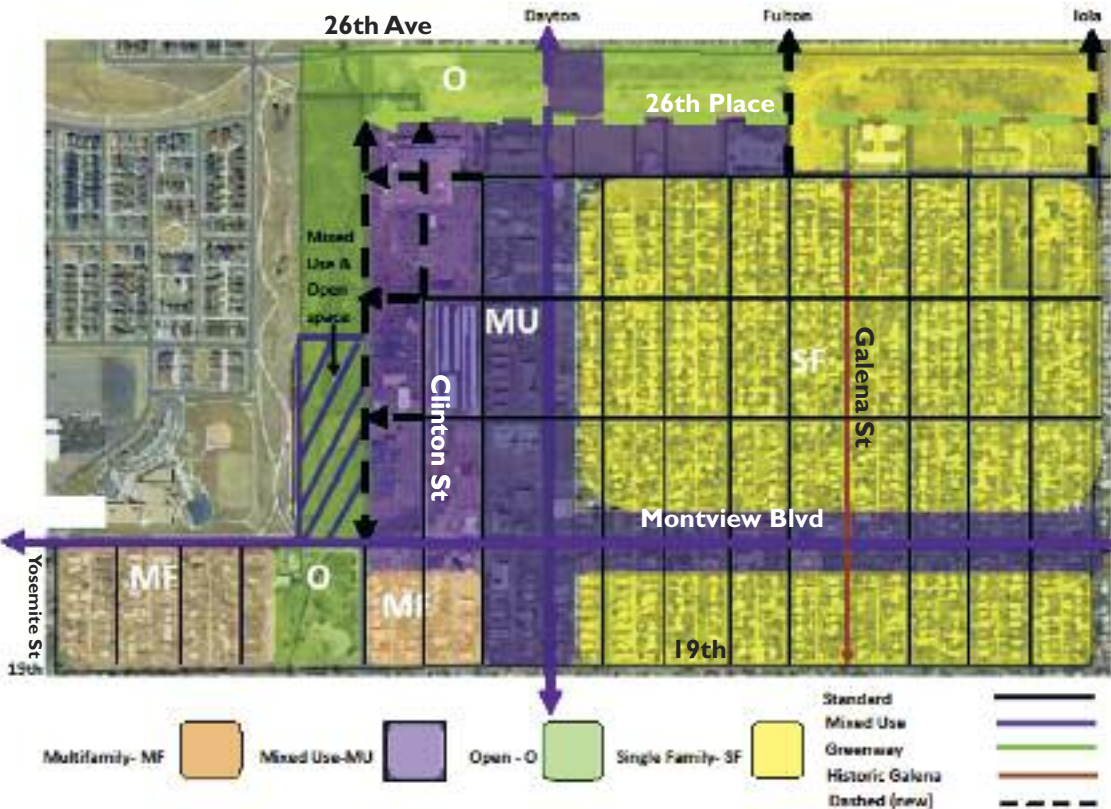 Dayton
Fulton
Iola
26th Ave
O
26th Place
Mixed
Use &
Open
space
MU
SF
Galena St
Clinton St
Montview Blvd
Yosemite St
MF
O
MF
19th
19th
Multifamily- MF
Mixed Use-MU
Open - O
Single Family- SF
Standard
Mixed Use
Greenway
Historic Galena
Dashed (new)